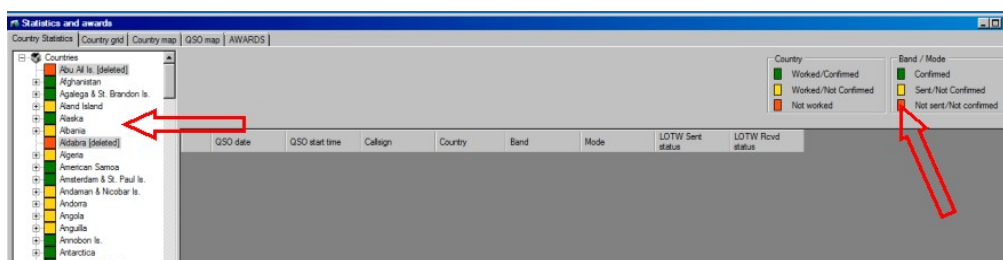 Statistics and awards
Country Statistics Country grid Country map QSO map AWARDS
Countries
Abu Ail Is. [deleted]
Afghanistan
Agalega & St. Brandon Is.
Aland Island
Alaska
Albania
Aldabra [deleted]
Algeria
American Samoa
Amsterdam & St. Paul Is.
Andaman & Nicobar Is.
Andorra
Angola
Anguilla
Annobon Is.
Antarctica
Country
Worked/Confirmed
Worked/Not Confirmed
Not worked
Band / Mode
Confirmed
Sent/Not Confirmed
Not sent/Not confirmed
QSO date QSO start time Callsign Country Band Mode LOTW Sent status LOTW Rcvd status